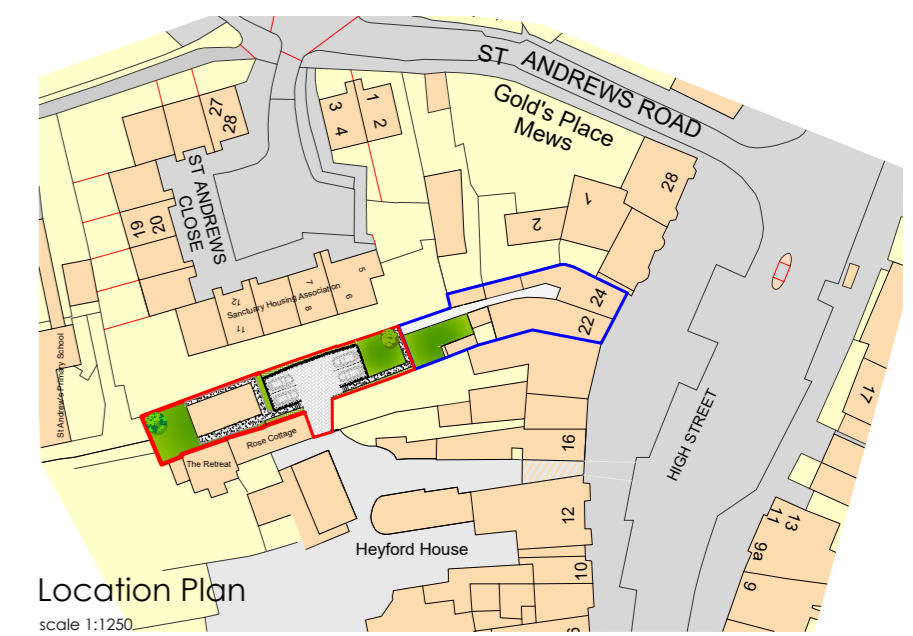 ST ANDREWS ROAD
Gold's Place
Mews
27
28
3
4
1
2
ST ANDREWS
CLOSE
19
20
28
1
2
Sanctuary Housing Association
5
6
7
8
12
11
24
22
St Andrew's Primary School
Rose Cottage
The Retreat
HIGH STREET
17
16
12
Heyford House
10
13
11
9a
9
Location Plan
scale 1:1250